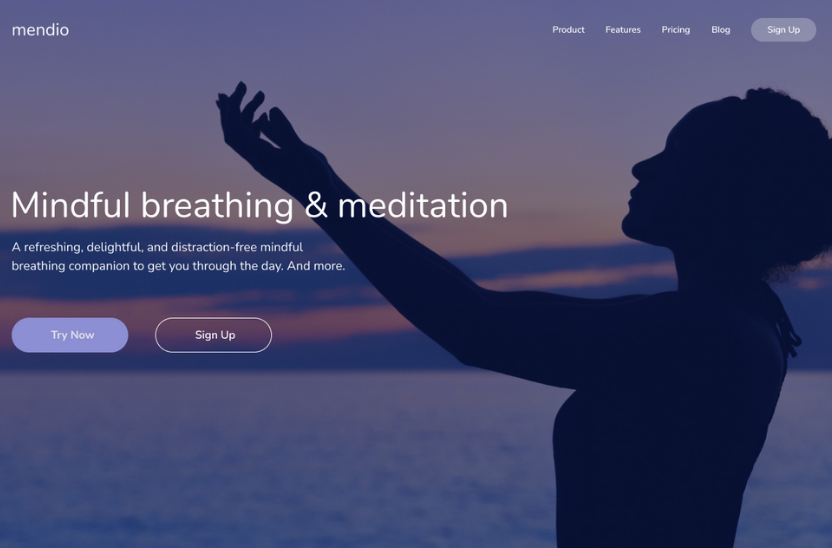 mendio
Product Features Pricing Blog Sign Up
Mindful breathing & meditation
A refreshing, delightful, and distraction-free mindful
breathing companion to get you through the day. And more.
Try Now Sign Up